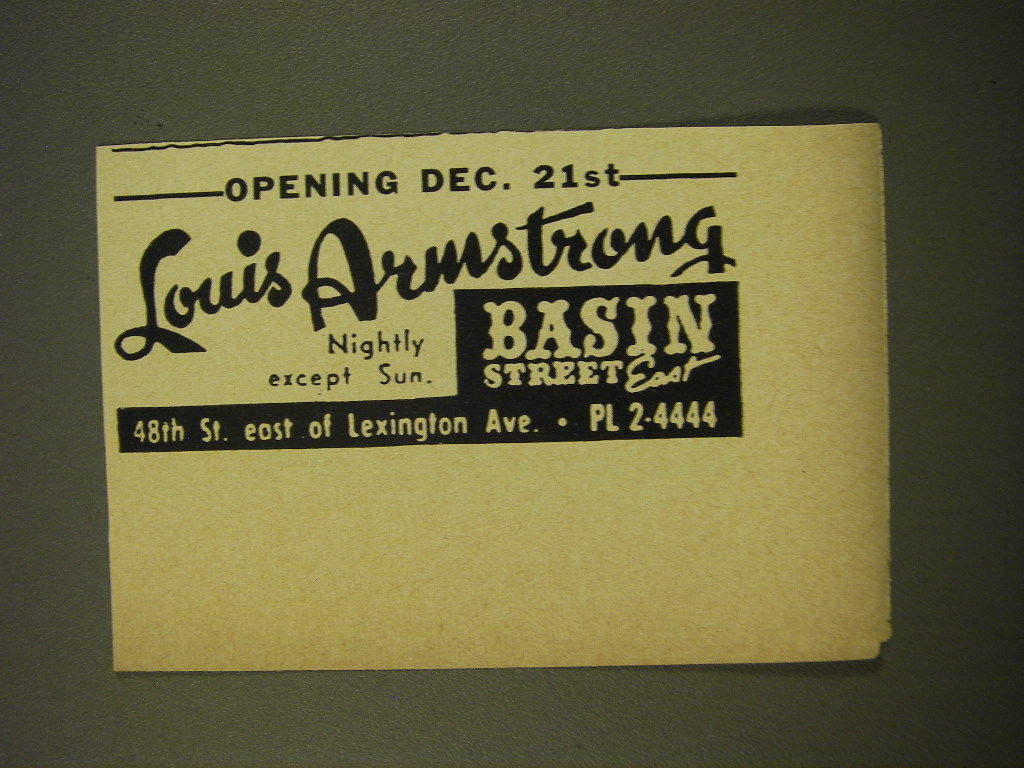 OPENING DEC. 21st
Louis Armstrong
Nightly
except Sun.
BASIN
STREET East
48th St. east of Lexington Ave. • PL 2-4444